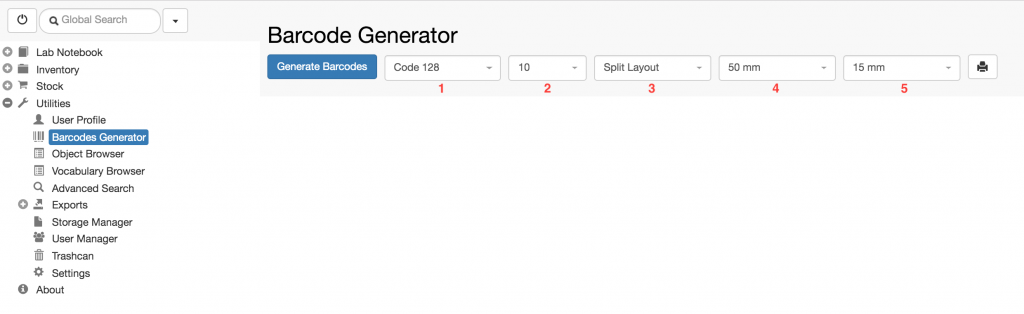 Global Search
Lab Notebook
Inventory
Stock
Utilities
User Profile
Barcodes Generator
Object Browser
Vocabulary Browser
Advanced Search
Exports
Storage Manager
User Manager
Trashcan
Settings
About
Barcode Generator
Generate Barcodes Code 128 10 Split Layout 50 mm 15 mm
1 2 3 4 5